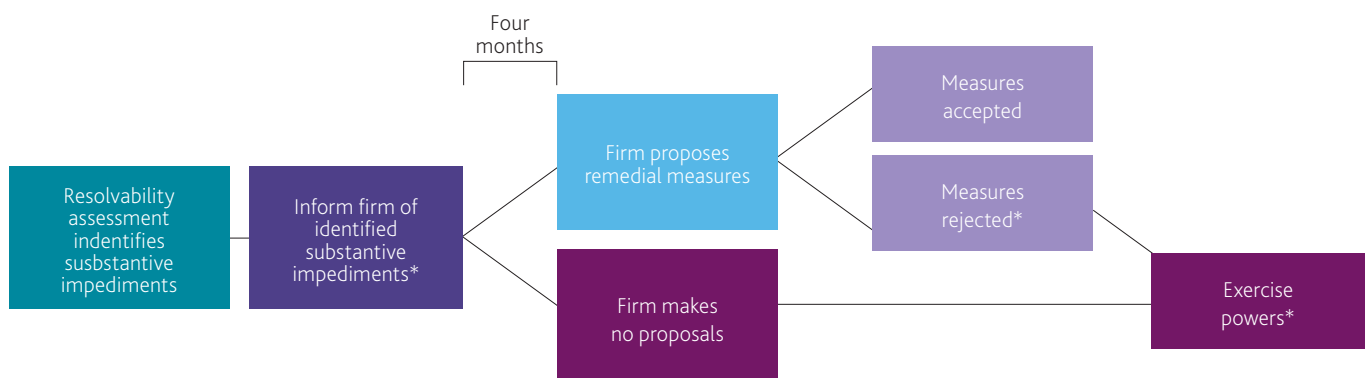 Four
months
Resolvability
assessment
indentifies
susbstantive
impediments
Inform firm of
identified
substantive
impediments*
Firm proposes
remedial measures
Firm makes
no proposals
Measures
accepted
Measures
rejected*
Exercise
powers*